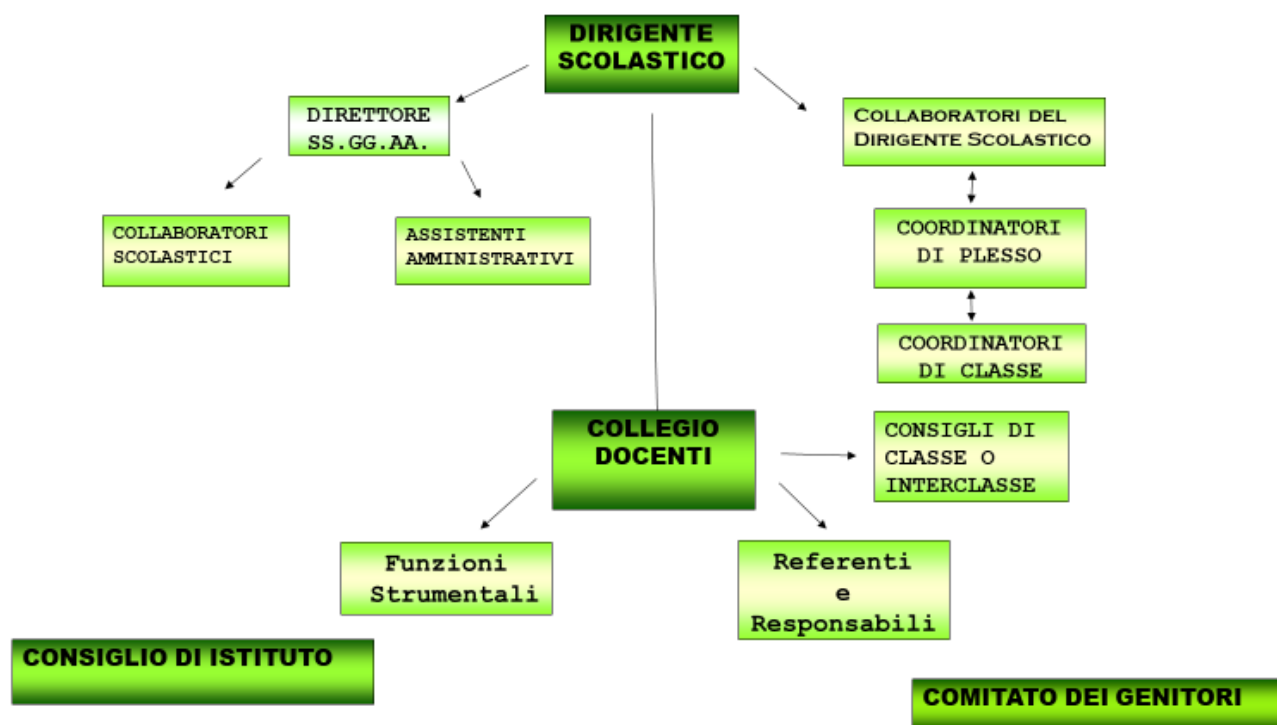 DIRIGENTE
SCOLASTICO
DIRETTORE
SS.GG.AA.
COLLABORATORI DEL
DIRIGENTE SCOLASTICO
COLLABORATORI
SCOLASTICI
ASSISTENTI
AMMINISTRATIVI
COORDINATORI
DI PLESSO
COORDINATORI
DI CLASSE
COLLEGIO
DOCENTI
CONSIGLI DI
CLASSE O
INTERCLASSE
Funzioni
Strumentali
Referenti
e
Responsabili
CONSIGLIO DI ISTITUTO
COMITATO DEI GENITORI